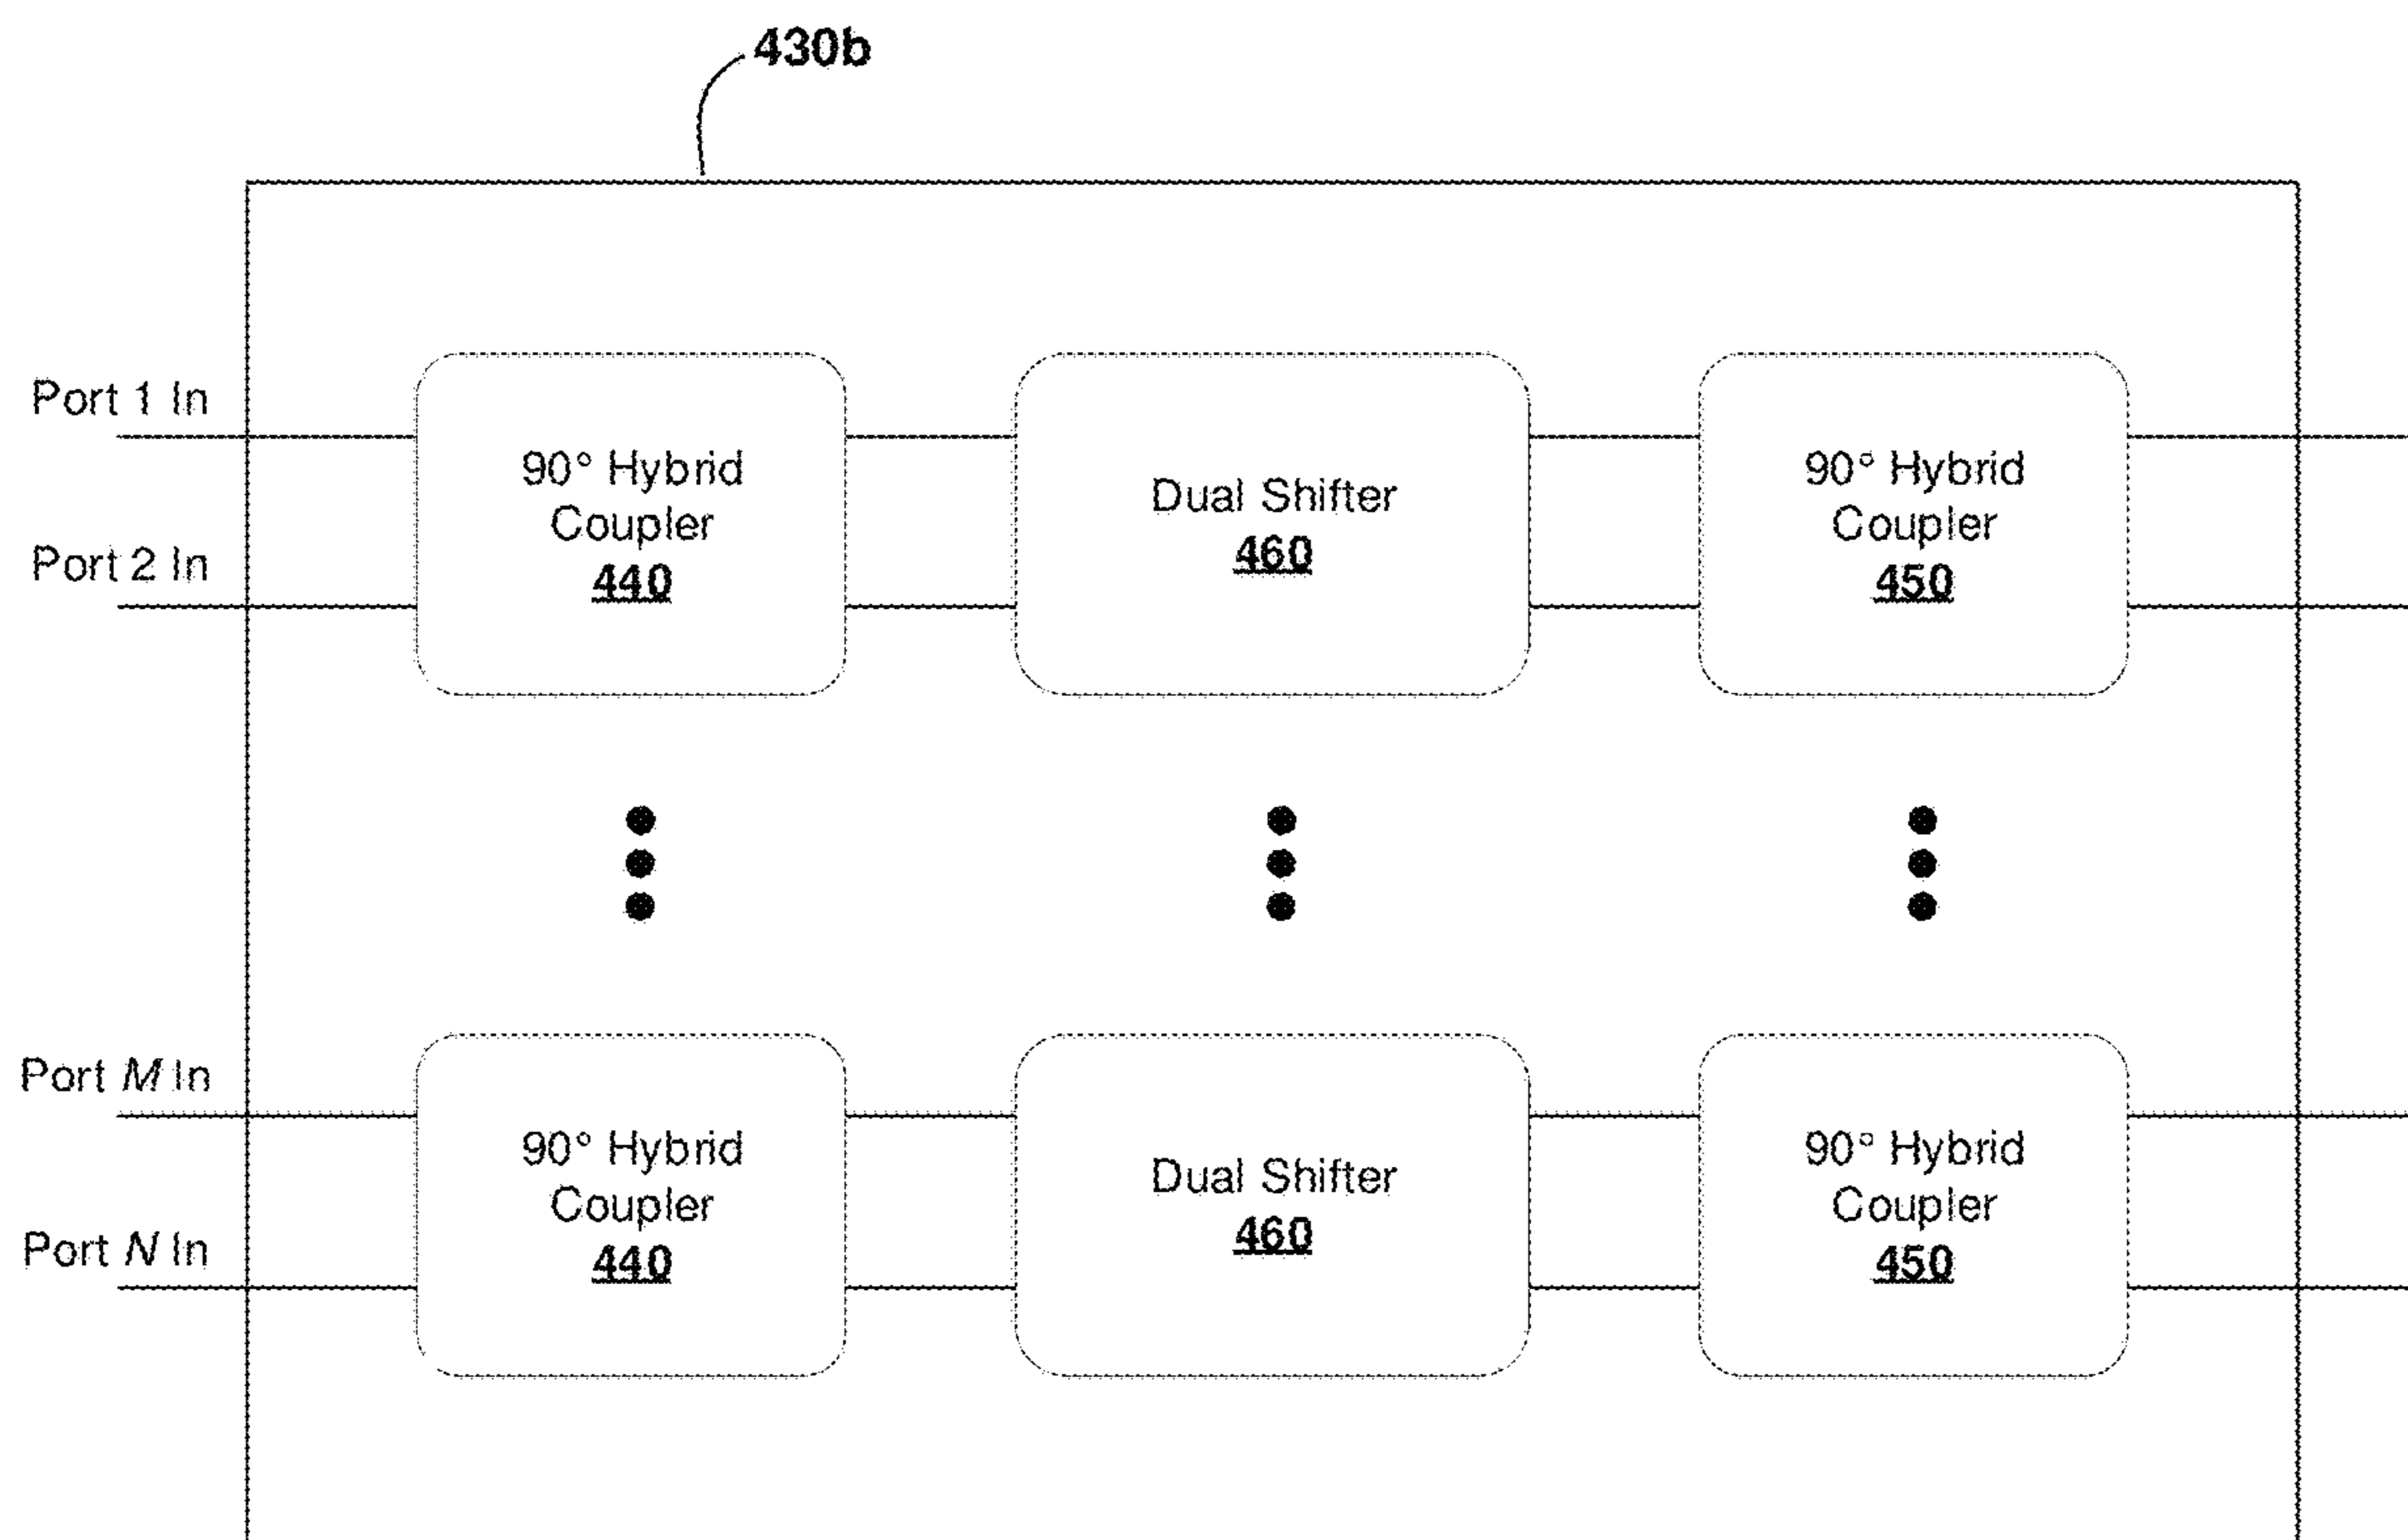 430b
Port 1 In
Port 2 In
90° Hybrid
Coupler
440
Dual Shifter
460
90° Hybrid
Coupler
450
Port M In
Port N In
90° Hybrid
Coupler
440
Dual Shifter
460
90° Hybrid
Coupler
450